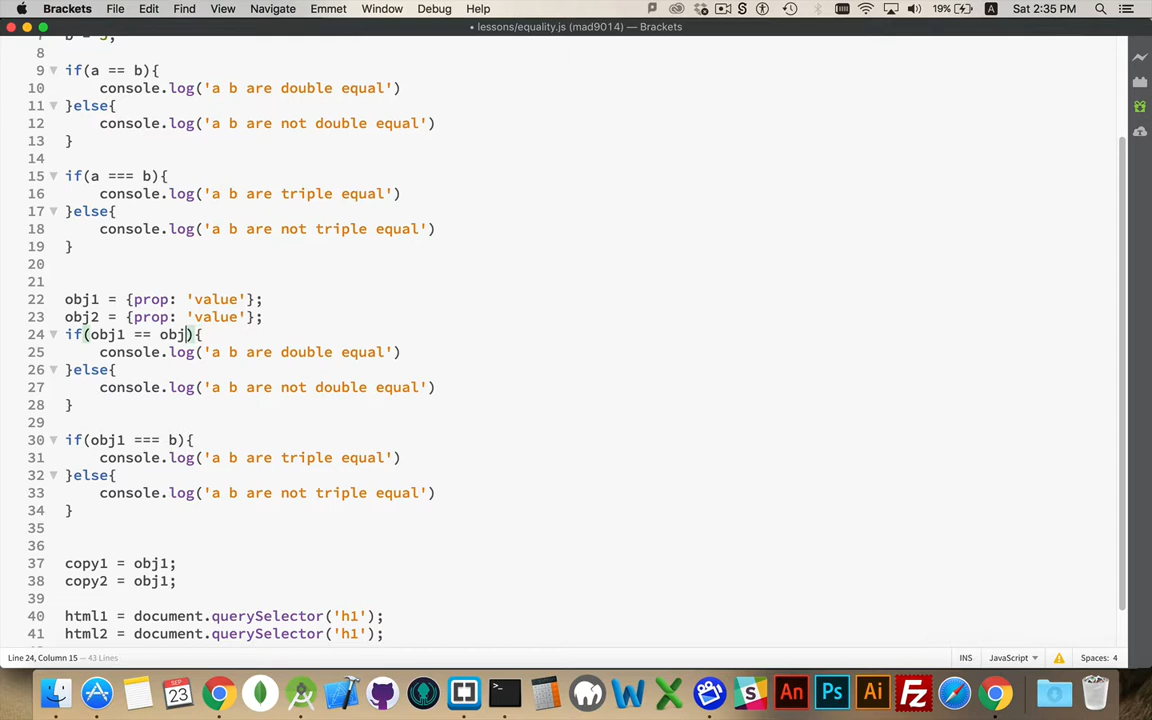 Brackets File Edit View Navigate Emmet Window Debug Help 19% A Sat 2:35 PM
• lessons/equality.js (mad9014) — Brackets
8
9 if(a == b){
10 console.log('a b are double equal')
11 }else{
12 console.log('a b are not double equal')
13 }
14
15 if(a === b){
16 console.log('a b are triple equal')
17 }else{
18 console.log('a b are not triple equal')
19 }
20
21
22 obj1 = {prop: 'value'};
23 obj2 = {prop: 'value'};
24 if(obj1 == obj){
25 console.log('a b are double equal')
26 }else{
27 console.log('a b are not double equal')
28 }
29
30 if(obj1 === b){
31 console.log('a b are triple equal')
32 }else{
33 console.log('a b are not triple equal')
34 }
35
36
37 copy1 = obj1;
38 copy2 = obj1;
39
40 html1 = document.querySelector('h1');
41 html2 = document.querySelector('h1');
Line 24, Column 15 — 43 Lines INS JavaScript Spaces: 4
SEP
23
An Ps Ai Fz